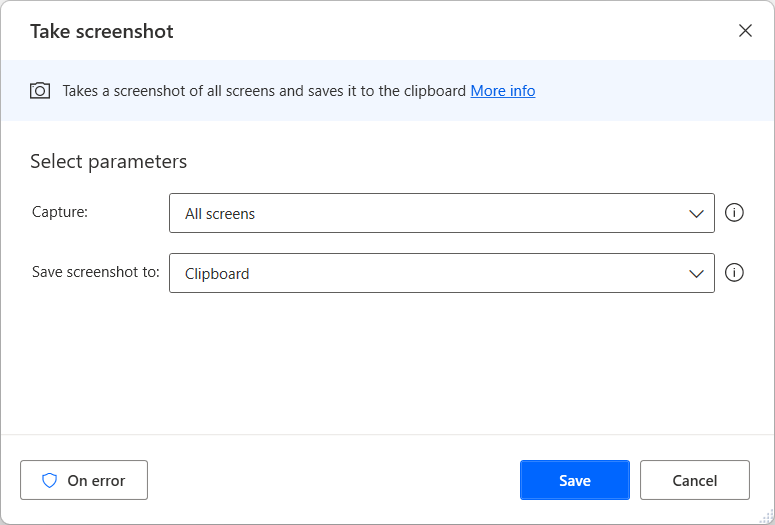 Take screenshot
Takes a screenshot of all screens and saves it to the clipboard More info
Select parameters
Capture: All screens
Save screenshot to: Clipboard
On error Save Cancel